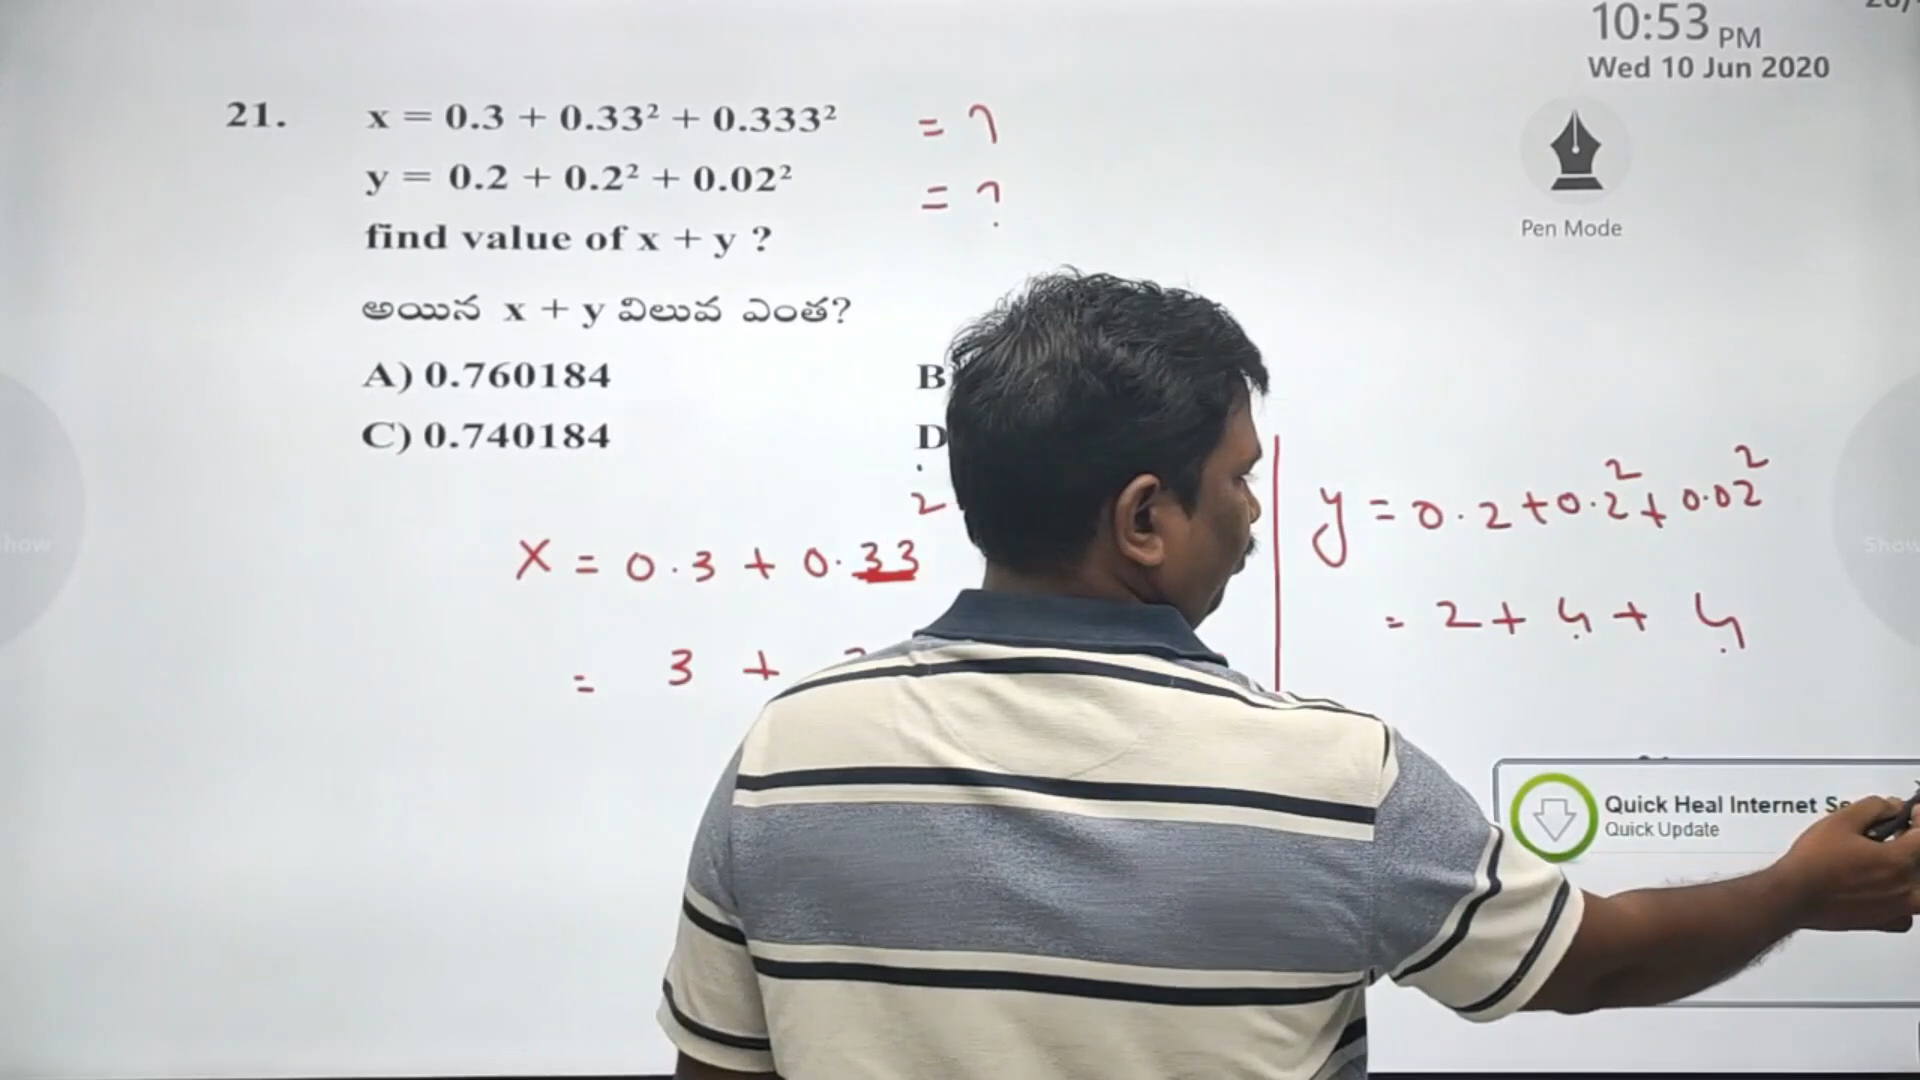 10:53 PM
Wed 10 Jun 2020
21. x = 0.3 + 0.33² + 0.333² = ?
y = 0.2 + 0.2² + 0.02² = ?
find value of x + y ?
అయిన x + y విలువ ఎంత?
A) 0.760184 B
C) 0.740184 D
Pen Mode
x = 0.3 + 0.33²
= 3 +
y = 0.2 + 0.2² + 0.02²
= 2 + 4 + 4
Show
Quick Heal Internet
Quick Update